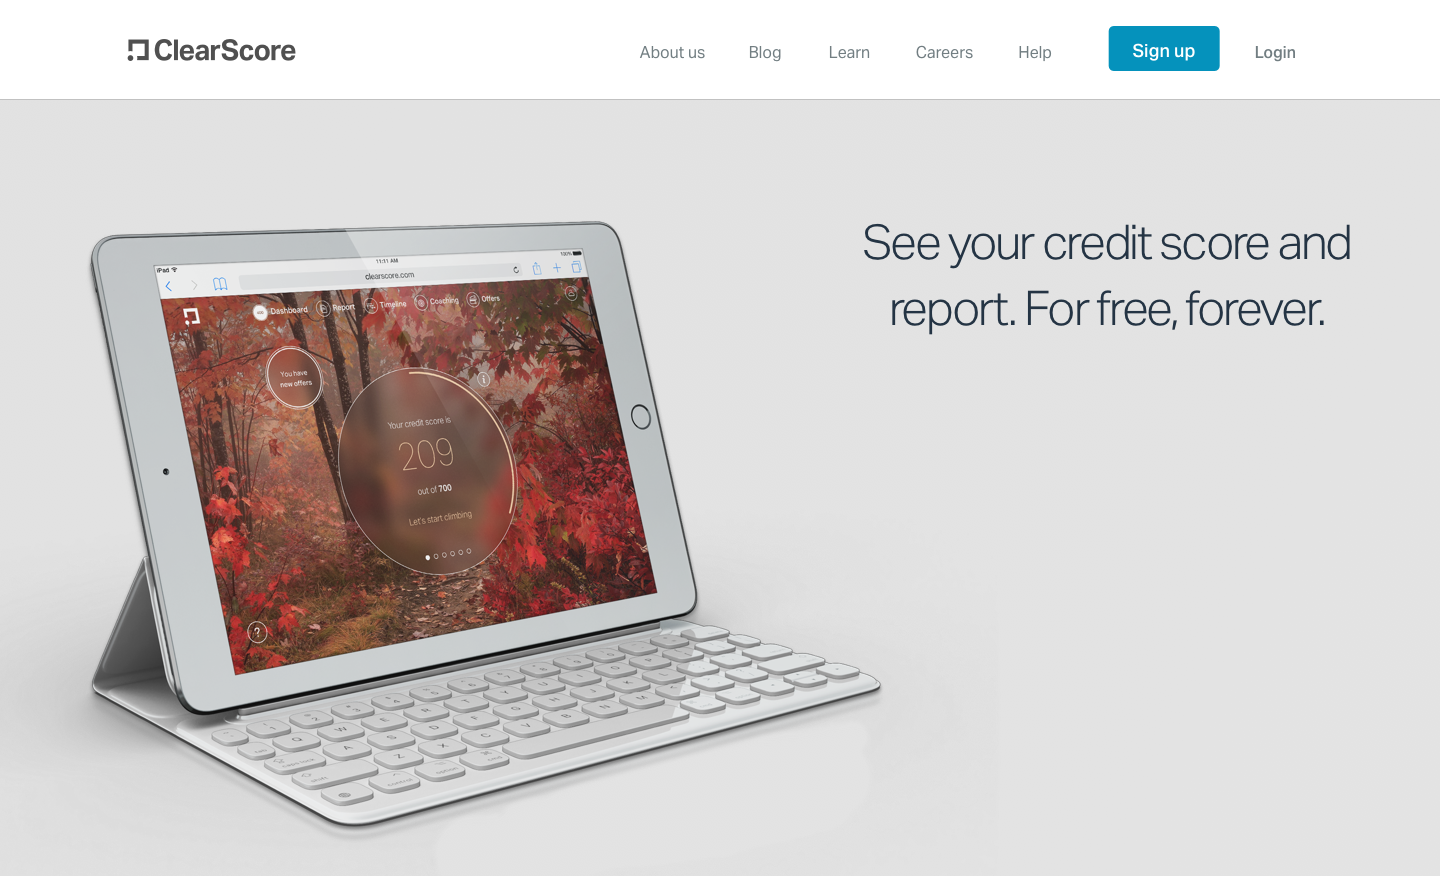 ClearScore
About us
Blog
Learn
Careers
Help
Sign up
Login
See your credit score and
report. For free, forever.
iPad
11:11 AM
100%
clearscore.com
Dashboard
Report
Timeline
Coaching
Offers
You have
new offers
i
Your credit score is
209
out of 700
Let's start climbing
?